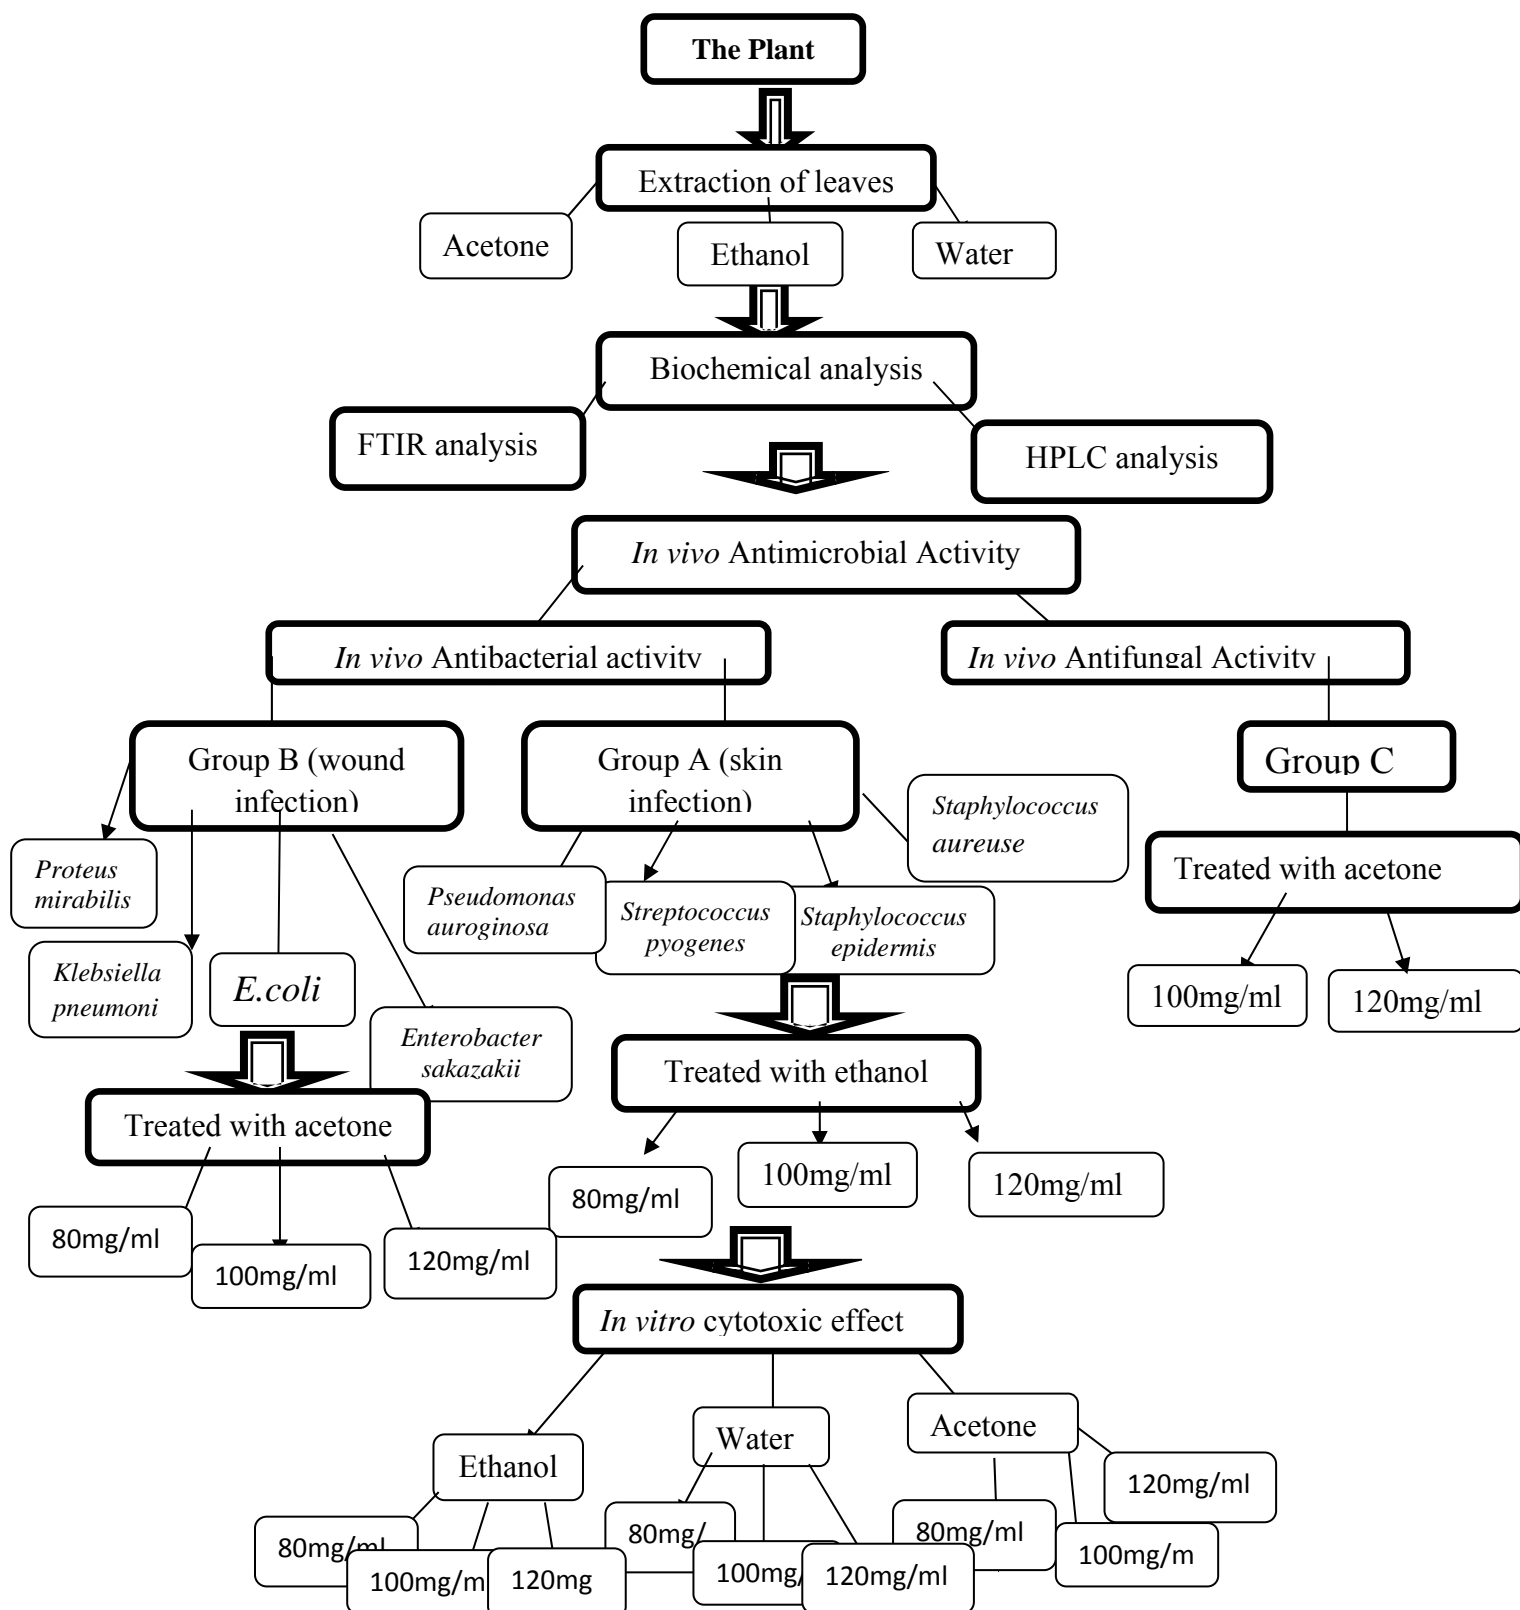 The Plant
Extraction of leaves
Acetone
Ethanol
Water
Biochemical analysis
FTIR analysis
HPLC analysis
In vivo Antimicrobial Activity
In vivo Antibacterial activity
In vivo Antifungal Activity
Group B (wound
infection)
Group A (skin
infection)
Group C
Staphylococcus
aureuse
Proteus
mirabilis
Pseudomonas
auroginosa
Streptococcus
pyogenes
Staphylococcus
epidermis
Treated with acetone
Klebsiella
pneumoni
E.coli
Enterobacter
sakazakii
100mg/ml
120mg/ml
Treated with acetone
Treated with ethanol
80mg/ml
100mg/ml
120mg/ml
80mg/ml
100mg/ml
120mg/ml
In vitro cytotoxic effect
Ethanol
Water
Acetone
80mg/ml
100mg/m
120mg
80mg/
100mg/
120mg/ml
80mg/ml
100mg/m
120mg/ml